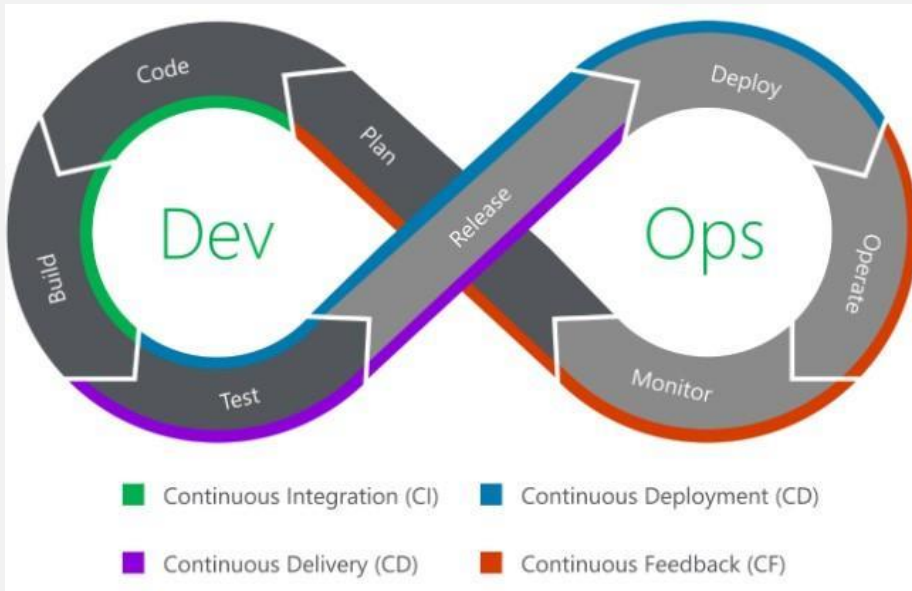 Code
Plan
Build
Test
Release
Deploy
Operate
Monitor
Dev
Ops
Continuous Integration (CI)
Continuous Deployment (CD)
Continuous Delivery (CD)
Continuous Feedback (CF)